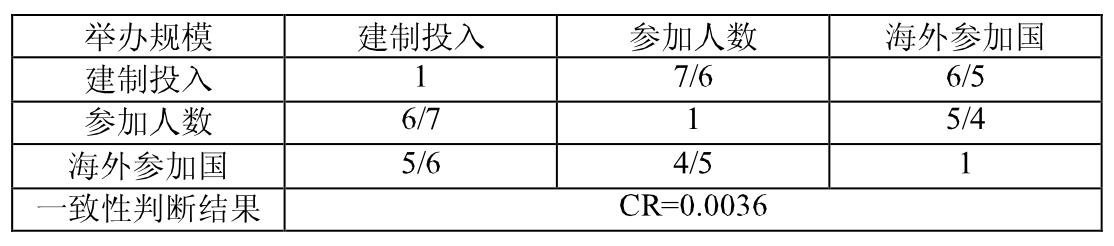 举办规模 建制投入 参加人数 海外参加国
建制投入 1 7/6 6/5
参加人数 6/7 1 5/4
海外参加国 5/6 4/5 1
一致性判断结果 CR=0.0036